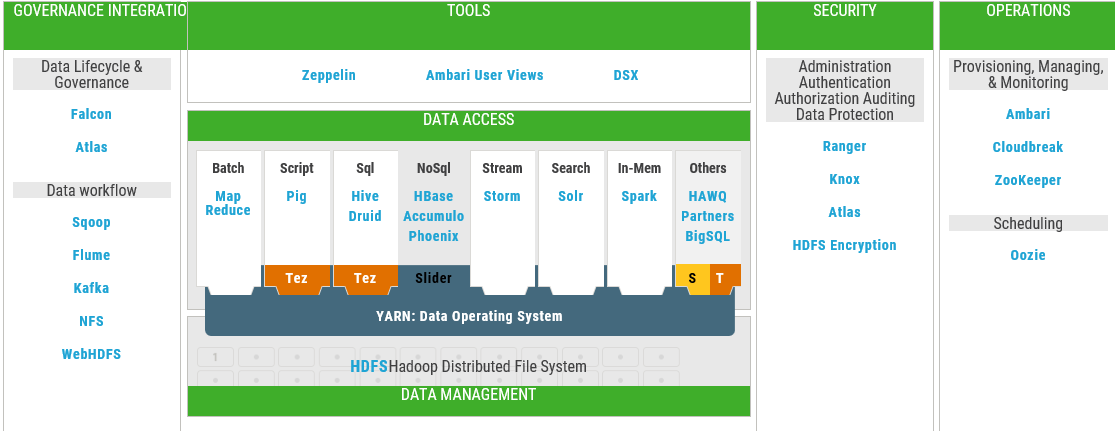 GOVERNANCE INTEGRATIO
Data Lifecycle &
Governance
Falcon
Atlas
Data workflow
Sqoop
Flume
Kafka
NFS
WebHDFS
TOOLS
Zeppelin
Ambari User Views
DSX
DATA ACCESS
Batch
Map
Reduce
Script
Pig
Tez
Sql
Hive
Druid
Tez
NoSql
HBase
Accumulo
Phoenix
Slider
Stream
Storm
Search
Solr
In-Mem
Spark
Others
HAWQ
Partners
BigSQL
S
T
YARN: Data Operating System
1
HDFSHadoop Distributed File System
DATA MANAGEMENT
SECURITY
Administration
Authentication
Authorization Auditing
Data Protection
Ranger
Knox
Atlas
HDFS Encryption
OPERATIONS
Provisioning, Managing,
& Monitoring
Ambari
Cloudbreak
ZooKeeper
Scheduling
Oozie